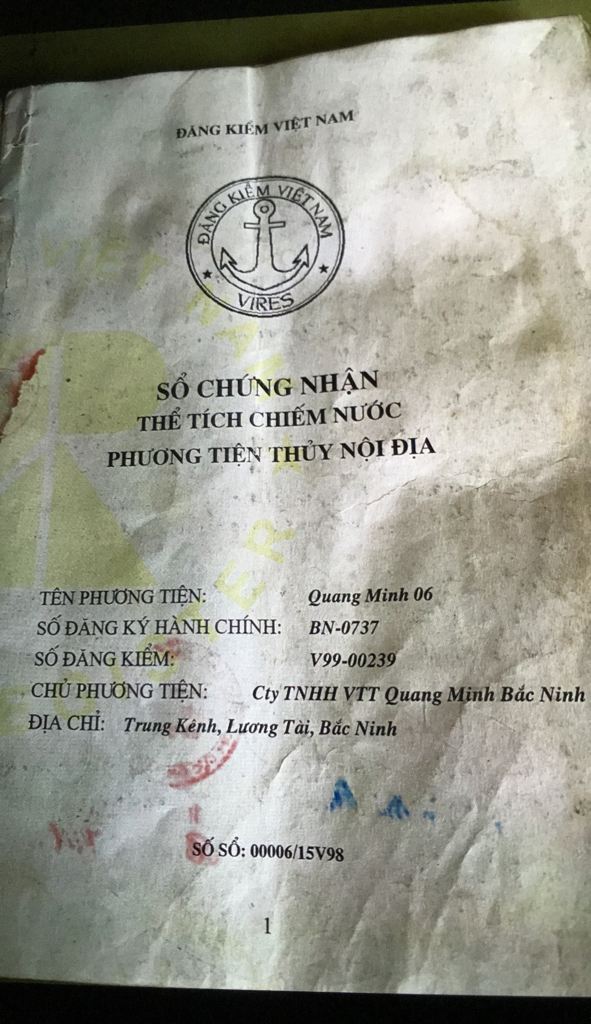 ĐĂNG KIỂM VIỆT NAM
ĐĂNG KIỂM VIỆT NAM
VIRES
SỔ CHỨNG NHẬN
THỂ TÍCH CHIẾM NƯỚC
PHƯƠNG TIỆN THỦY NỘI ĐỊA
TÊN PHƯƠNG TIỆN: Quang Minh 06
SỐ ĐĂNG KÝ HÀNH CHÍNH: BN-0737
SỐ ĐĂNG KIỂM: V99-00239
CHỦ PHƯƠNG TIỆN: Cty TNHH VTT Quang Minh Bắc Ninh
ĐỊA CHỈ: Trung Kênh, Lương Tài, Bắc Ninh
SỐ SỔ: 00006/15V98
1